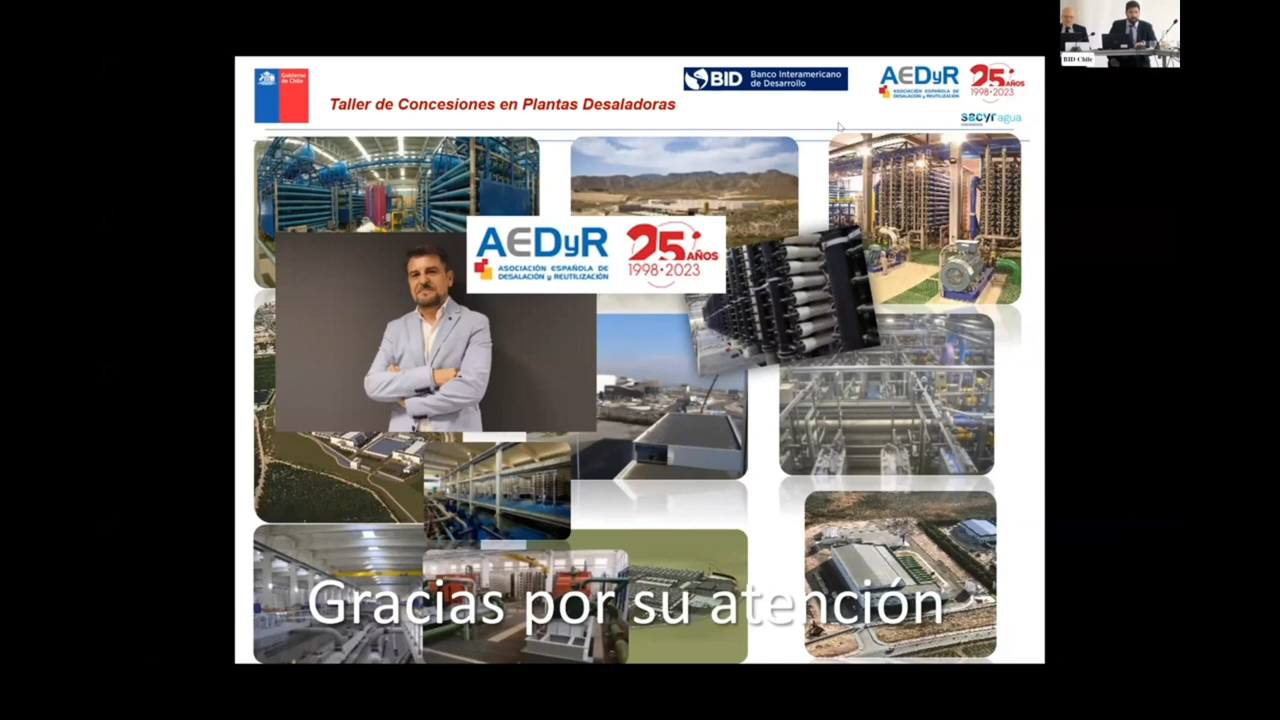 Gobierno
de Chile
Taller de Concesiones en Plantas Desaladoras
BID
Banco Interamericano
de Desarrollo
AEDyR
ASOCIACIÓN ESPAÑOLA DE
DESALACIÓN y REUTILIZACIÓN
25 AÑOS
1998•2023
sacyr agua
BID Chile
AEDyR
ASOCIACIÓN ESPAÑOLA DE
DESALACIÓN y REUTILIZACIÓN
25 AÑOS
1998•2023
Gracias por su atención